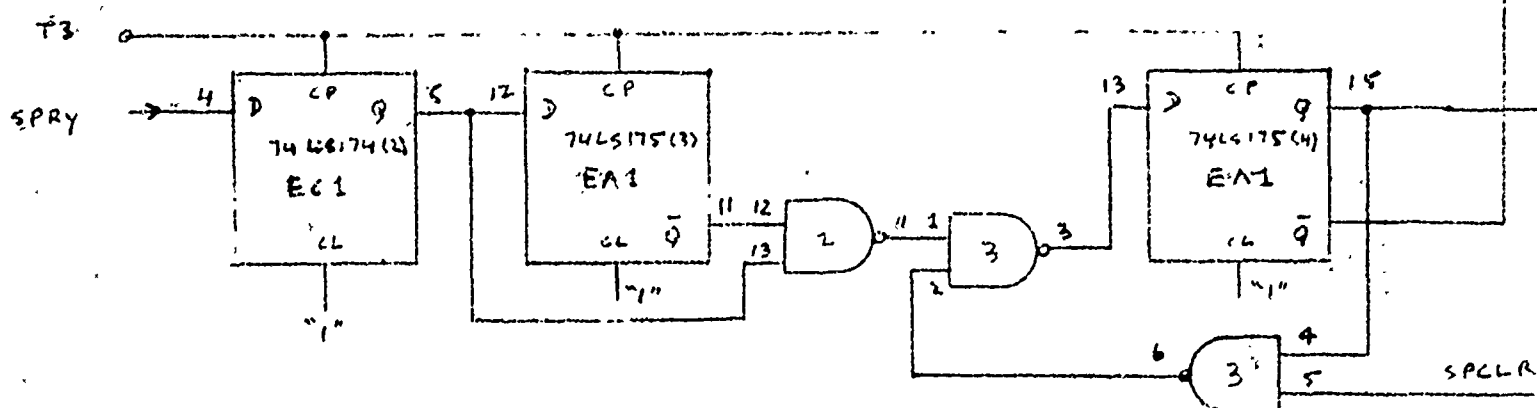 T3
CP CP CP
SPRY 4 D Q 5 12 D 13 D Q 15
74LS174(2) 74LS175(3) 74LS175(4)
EC1 EA1 EA1
11 12 2 11 1 3 3
CL CL Q̅ 13 2 CL Q̅
"1" "1" "1"
6 3 4
5 SPCLR